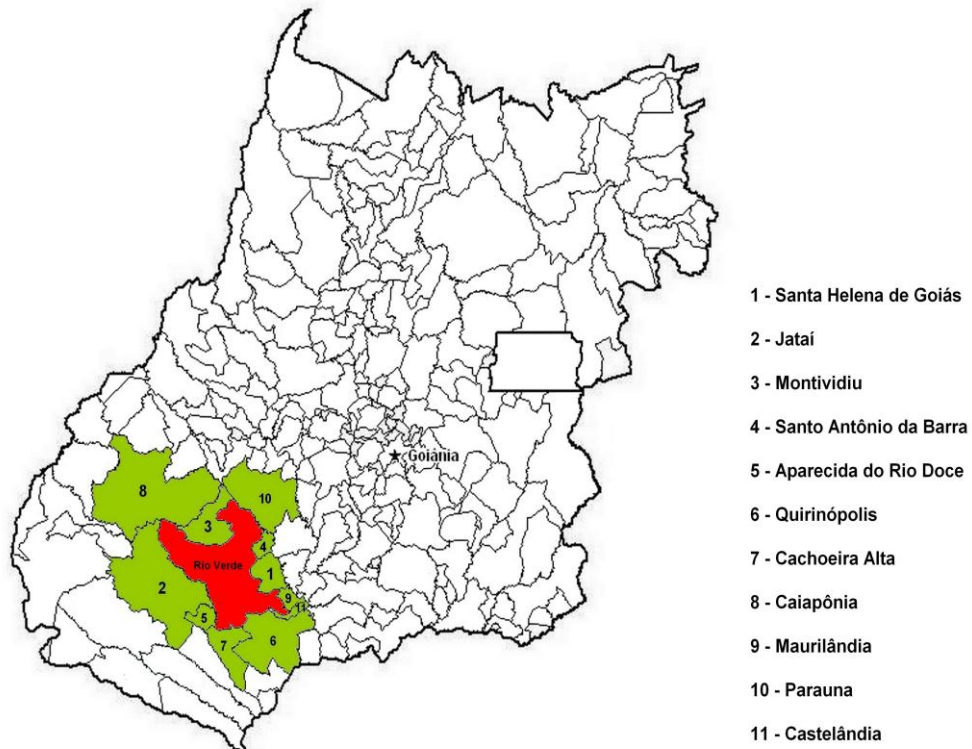 Goiânia
8
10
3
4
Rio Verde
1
2
9
11
5
6
7
1 - Santa Helena de Goiás
2 - Jataí
3 - Montividiu
4 - Santo Antônio da Barra
5 - Aparecida do Rio Doce
6 - Quirinópolis
7 - Cachoeira Alta
8 - Caiapônia
9 - Maurilândia
10 - Parauna
11 - Castelândia